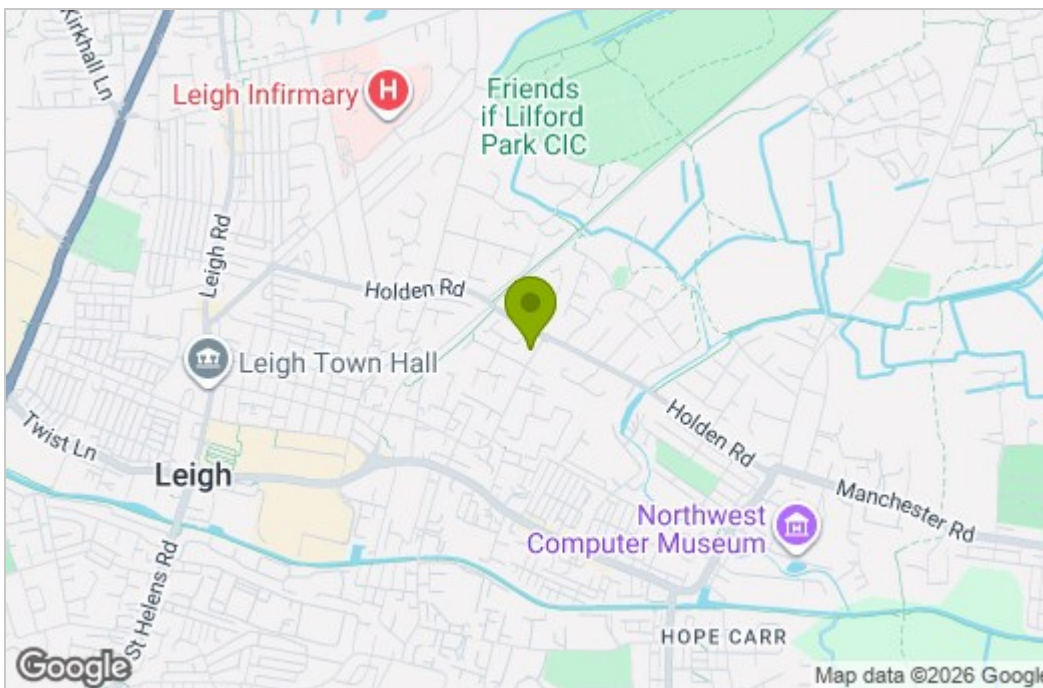 Kirkhall Ln
Leigh Infirmary
H
Friends
if Lilford
Park CIC
Leigh Rd
Holden Rd
Leigh Town Hall
Twist Ln
Leigh
Holden Rd
Manchester Rd
Northwest
Computer Museum
St Helens Rd
HOPE CARR
Google
Map data ©2026 Google